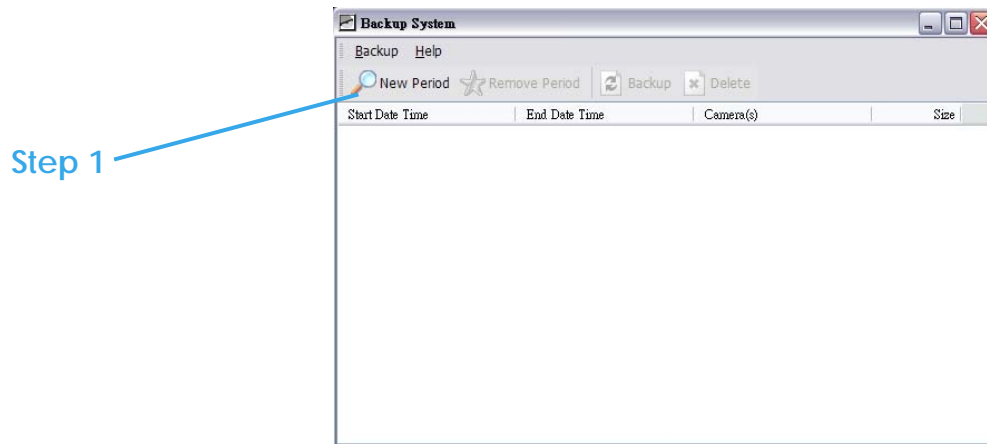 Backup System
Backup Help
New Period Remove Period Backup Delete
Start Date Time End Date Time Camera(s) Size
Step 1